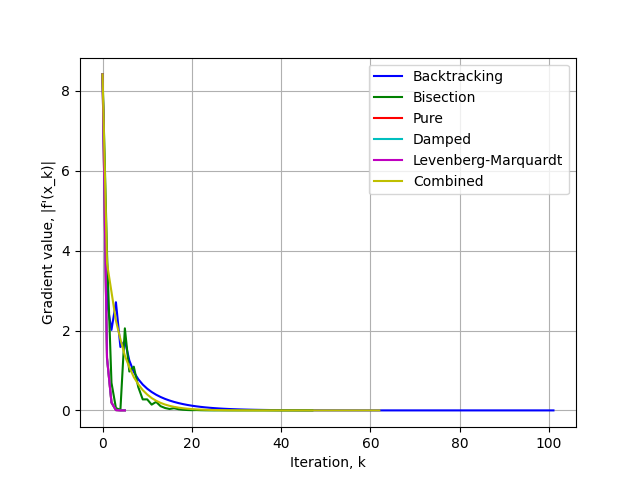 Backtracking
Bisection
Pure
Damped
Levenberg-Marquardt
Combined
8
6
4
2
0
Gradient value, |f'(x_k)|
0 20 40 60 80 100
Iteration, k